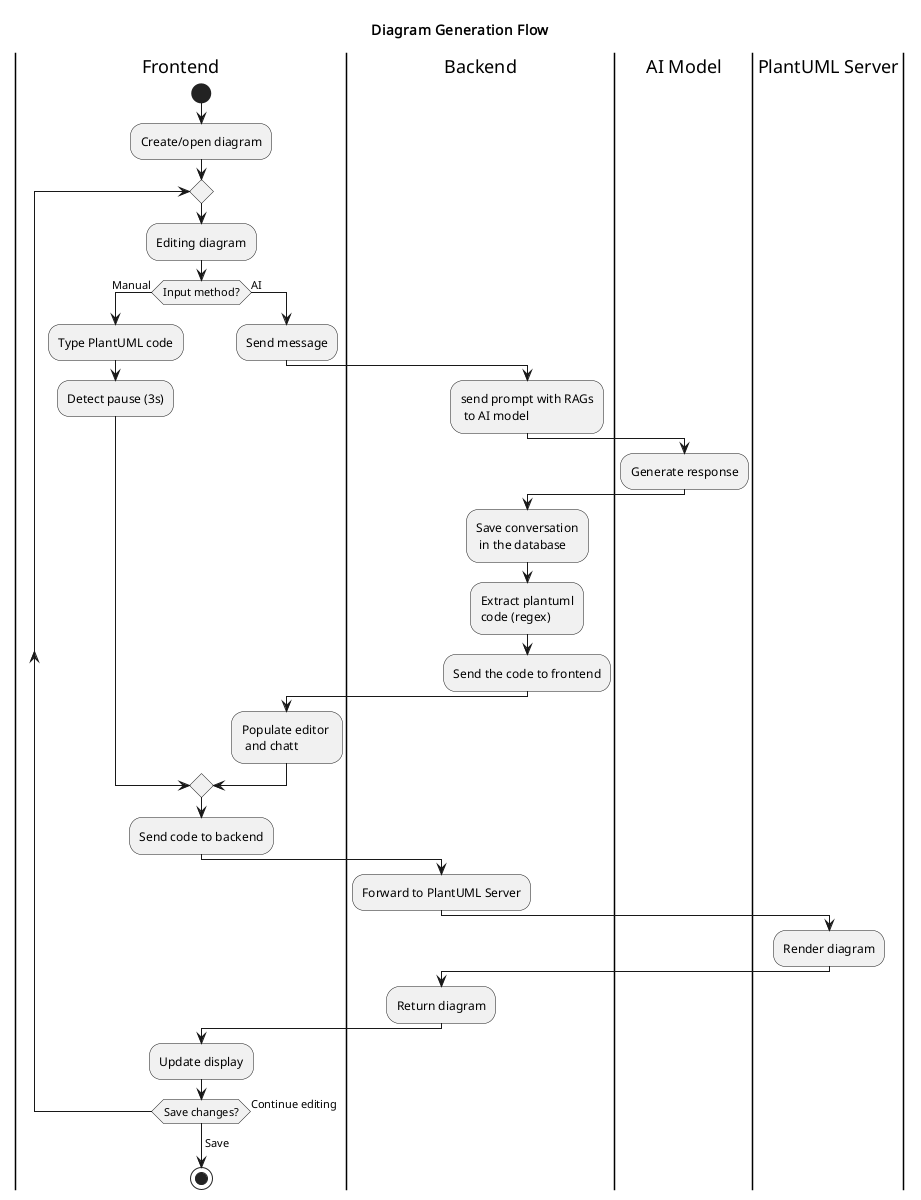 Diagram Generation Flow
Frontend
Backend
AI Model
PlantUML Server
Create/open diagram
Editing diagram
Manual
Input method?
AI
Type PlantUML code
Send message
Detect pause (3s)
send prompt with RAGs
to AI model
Generate response
Save conversation
in the database
Extract plantuml
code (regex)
Send the code to frontend
Populate editor
and chatt
Send code to backend
Forward to PlantUML Server
Render diagram
Return diagram
Update display
Save changes?
Continue editing
Save